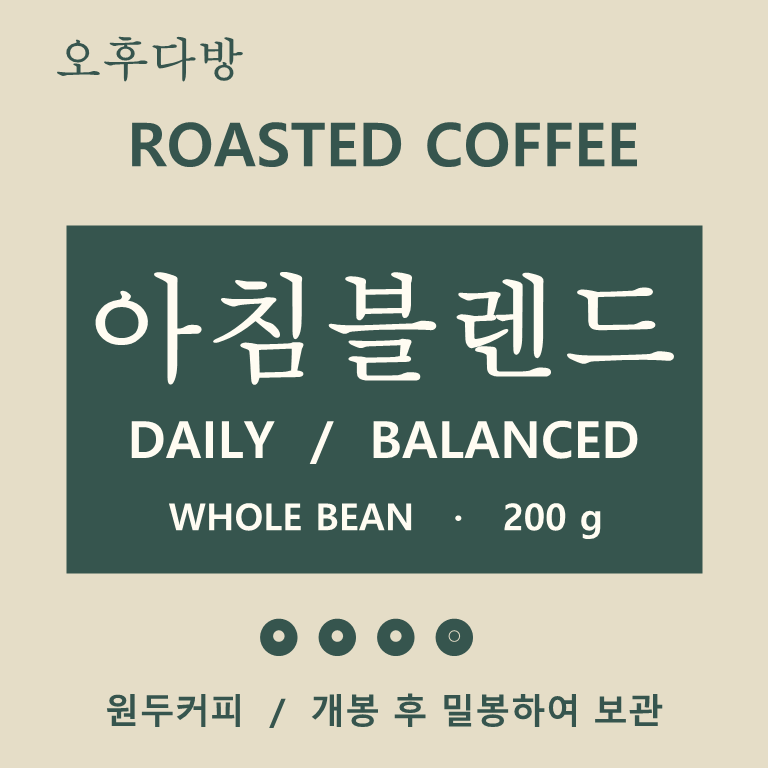 오후다방
ROASTED COFFEE
아침블렌드
DAILY / BALANCED
WHOLE BEAN · 200 g
원두커피 / 개봉 후 밀봉하여 보관